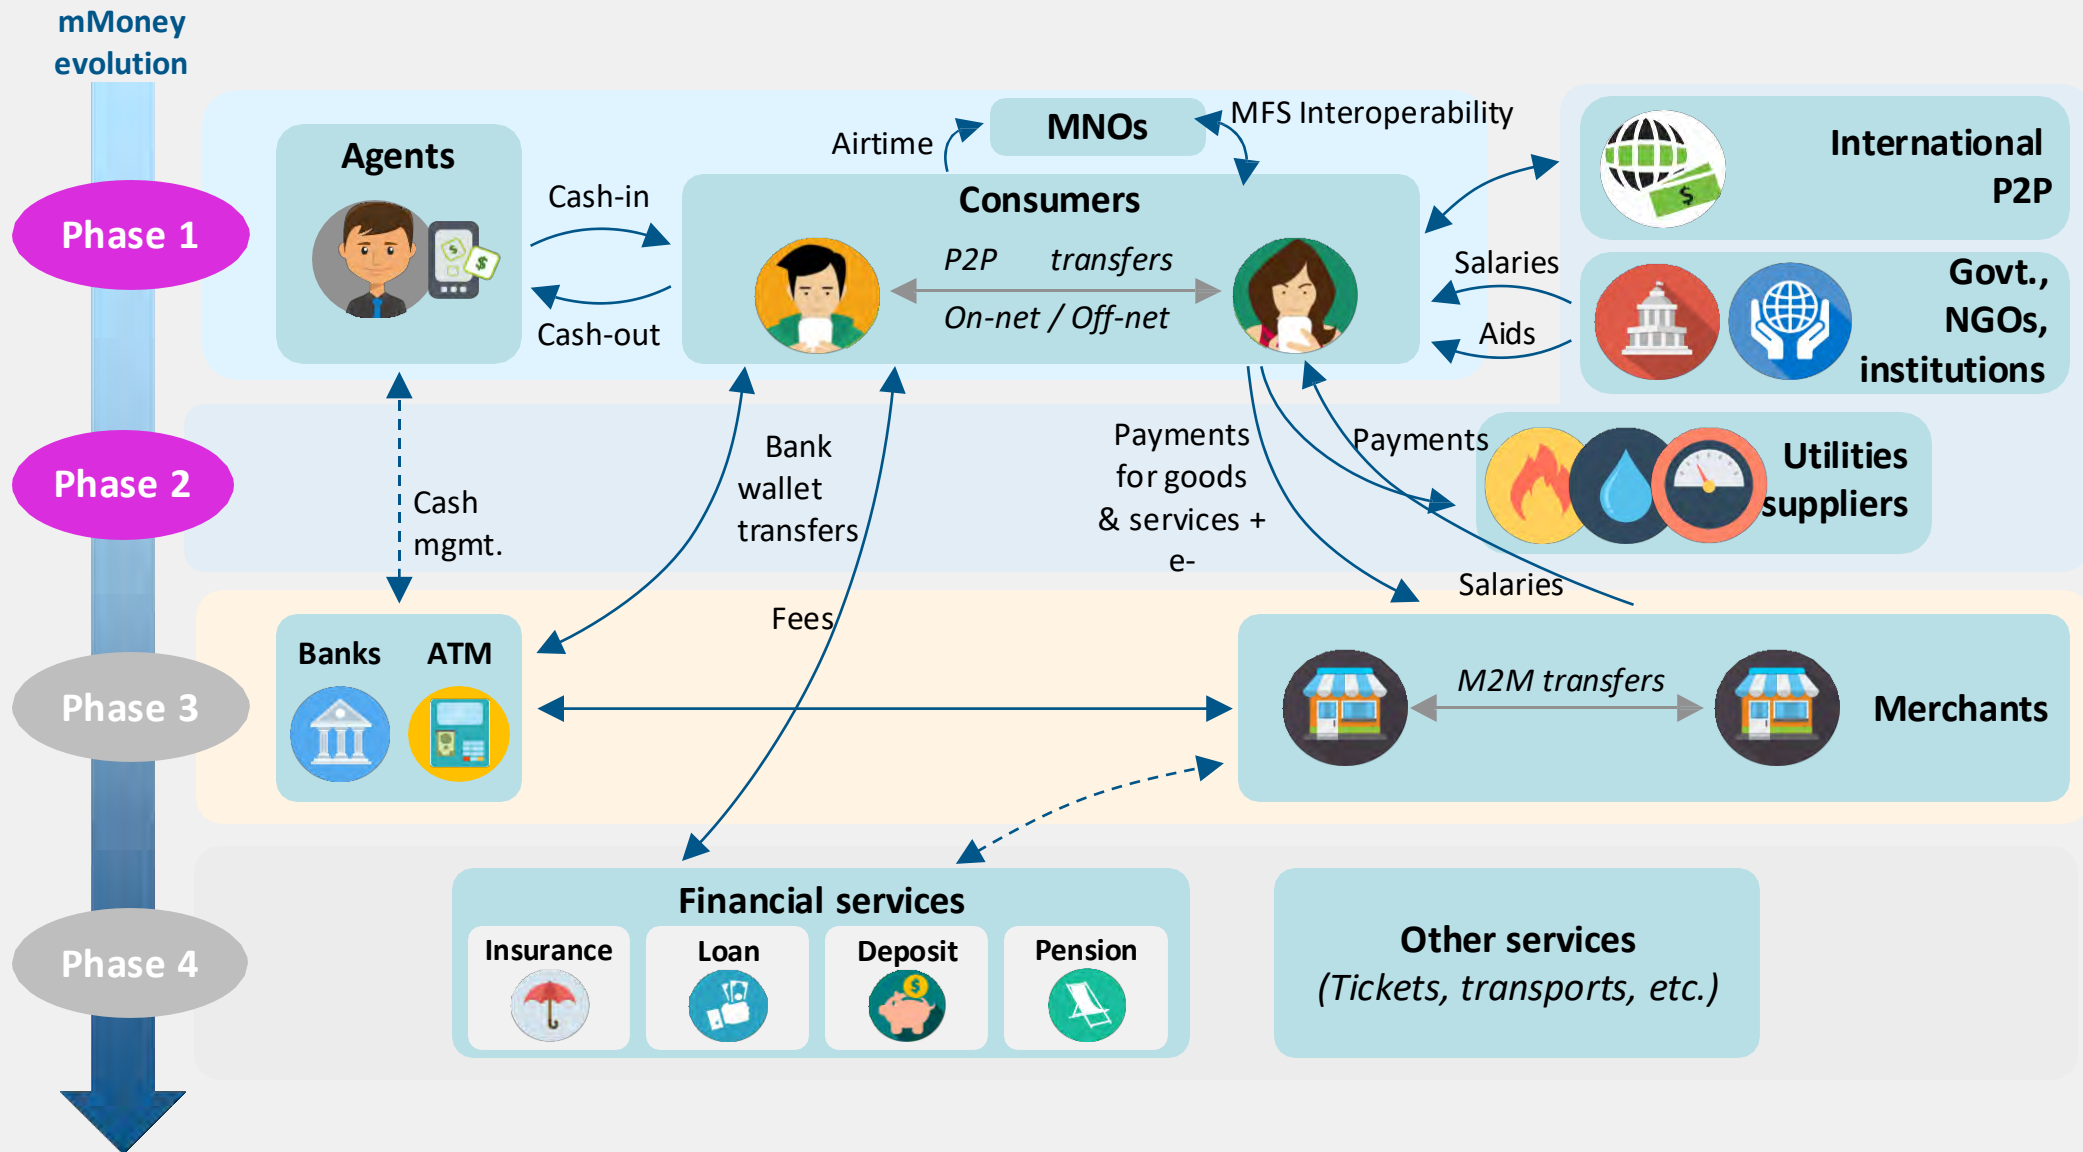 mMoney
evolution
Phase 1
Agents
Cash-in
Cash-out
Airtime
MNOs
MFS Interoperability
Consumers
P2P transfers
On-net / Off-net
International
P2P
Salaries
Aids
Govt.,
NGOs,
institutions
Phase 2
Cash
mgmt.
Bank
wallet
transfers
Payments
for goods
& services +
e-
Payments
Utilities
suppliers
Salaries
Fees
Phase 3
Banks
ATM
M2M transfers
Merchants
Phase 4
Financial services
Insurance
Loan
Deposit
Pension
Other services
(Tickets, transports, etc.)